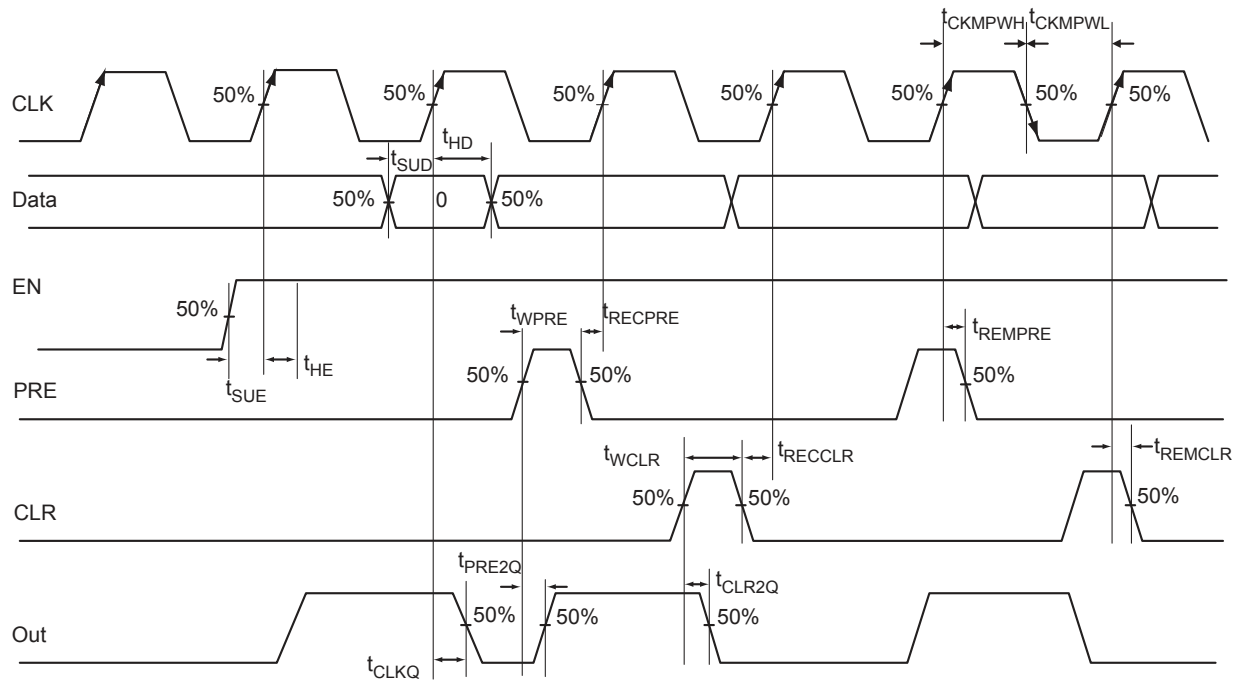 tCKMPWH tCKMPWL
CLK 50% 50% 50% 50% 50% 50% 50%
tSUD tHD
Data 50% 0 50%
EN 50%
tSUE tHE
tWPRE tRECPRE tREMPRE
PRE 50% 50% 50%
tWCLR tRECCLR tREMCLR
CLR 50% 50% 50%
tPRE2Q tCLR2Q
Out 50% 50% 50%
tCLKQ